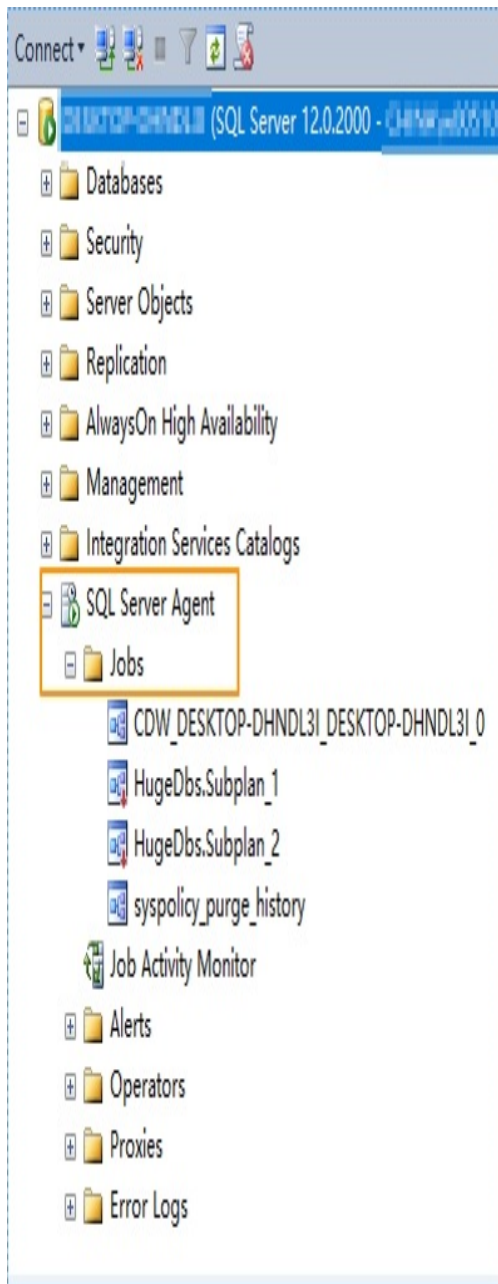 Connect
(SQL Server 12.0.2000 -
Databases
Security
Server Objects
Replication
AlwaysOn High Availability
Management
Integration Services Catalogs
SQL Server Agent
Jobs
CDW_DESKTOP-DHNDL3I_DESKTOP-DHNDL3I_0
HugeDbs.Subplan_1
HugeDbs.Subplan_2
syspolicy_purge_history
Job Activity Monitor
Alerts
Operators
Proxies
Error Logs